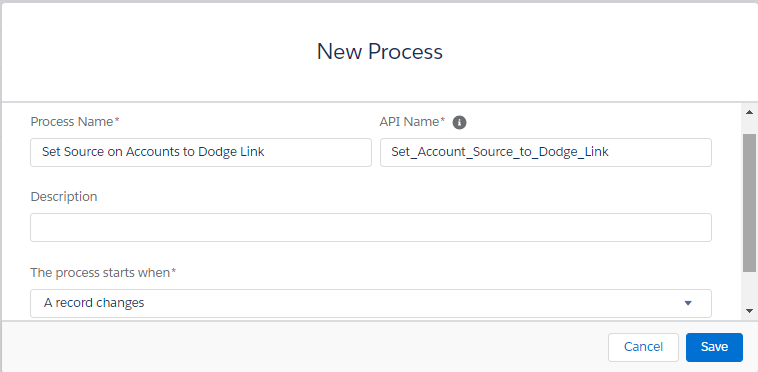 New Process
Process Name* API Name* i
Set Source on Accounts to Dodge Link Set_Account_Source_to_Dodge_Link
Description
The process starts when*
A record changes
Cancel Save